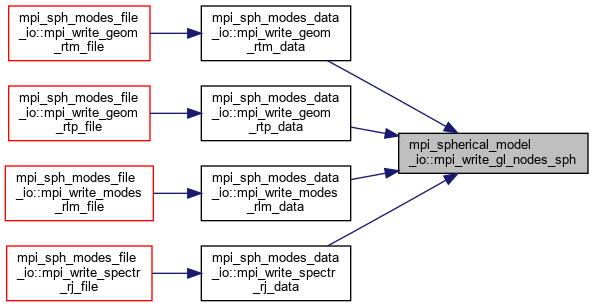 mpi_sph_modes_file
_io::mpi_write_geom
_rtm_file
mpi_sph_modes_data
_io::mpi_write_geom
_rtm_data
mpi_sph_modes_file
_io::mpi_write_geom
_rtp_file
mpi_sph_modes_data
_io::mpi_write_geom
_rtp_data
mpi_spherical_model
_io::mpi_write_gl_nodes_sph
mpi_sph_modes_file
_io::mpi_write_modes
_rlm_file
mpi_sph_modes_data
_io::mpi_write_modes
_rlm_data
mpi_sph_modes_file
_io::mpi_write_spectr
_rj_file
mpi_sph_modes_data
_io::mpi_write_spectr
_rj_data